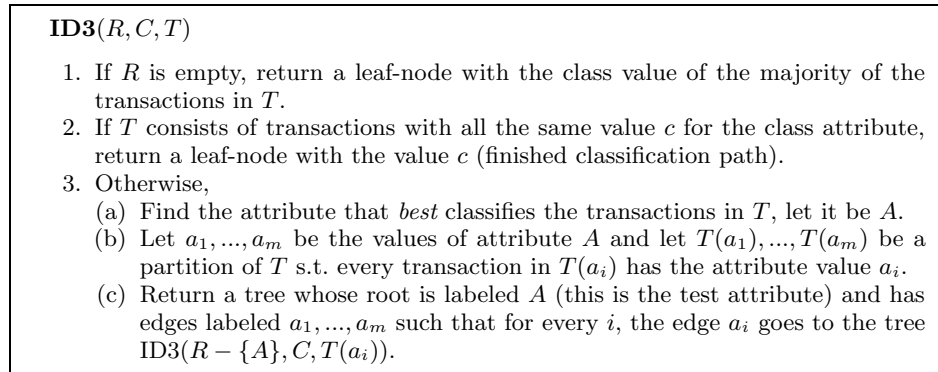 ID3(R, C, T)
1. If R is empty, return a leaf-node with the class value of the majority of the
transactions in T.
2. If T consists of transactions with all the same value c for the class attribute,
return a leaf-node with the value c (finished classification path).
3. Otherwise,
(a) Find the attribute that best classifies the transactions in T, let it be A.
(b) Let a₁, ..., aₘ be the values of attribute A and let T(a₁), ..., T(aₘ) be a
partition of T s.t. every transaction in T(aᵢ) has the attribute value aᵢ.
(c) Return a tree whose root is labeled A (this is the test attribute) and has
edges labeled a₁, ..., aₘ such that for every i, the edge aᵢ goes to the tree
ID3(R − {A}, C, T(aᵢ)).